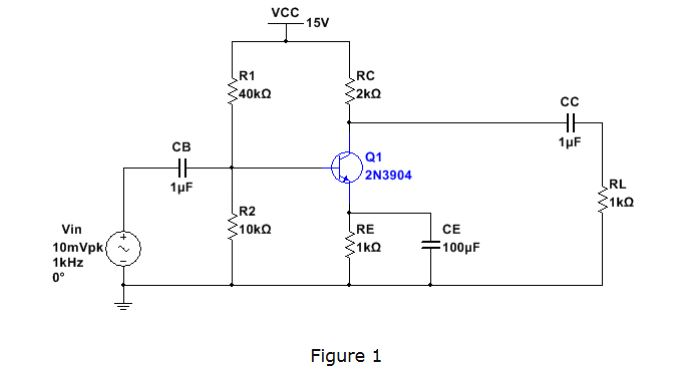 VCC
15V
R1
40kΩ
RC
2kΩ
CC
1µF
CB
1µF
Q1
2N3904
RL
1kΩ
R2
10kΩ
Vin
10mVpk
1kHz
0°
RE
1kΩ
CE
100µF
Figure 1